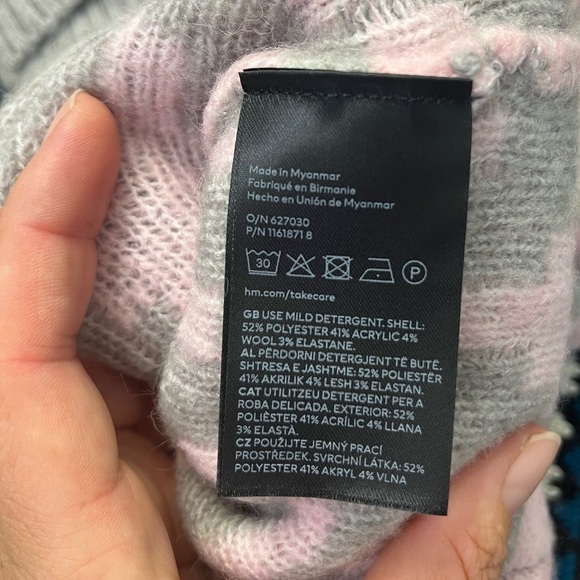 Made in Myanmar
Fabriqué en Birmanie
Hecho en Unión de Myanmar
O/N 627030
P/N 1161871 8
30
P
hm.com/takecare
GB USE MILD DETERGENT. SHELL:
52% POLYESTER 41% ACRYLIC 4%
WOOL 3% ELASTANE.
AL PËRDORNI DETERGJENT TË BUTË.
SHTRESA E JASHTME: 52% POLIESTËR
41% AKRILIK 4% LESH 3% ELASTAN.
CAT UTILITZEU DETERGENT PER A
ROBA DELICADA. EXTERIOR: 52%
POLIÈSTER 41% ACRÍLIC 4% LLANA
3% ELASTÀ.
CZ POUŽIJTE JEMNÝ PRACÍ
PROSTŘEDEK. SVRCHNÍ LÁTKA: 52%
POLYESTER 41% AKRYL 4% VLNA